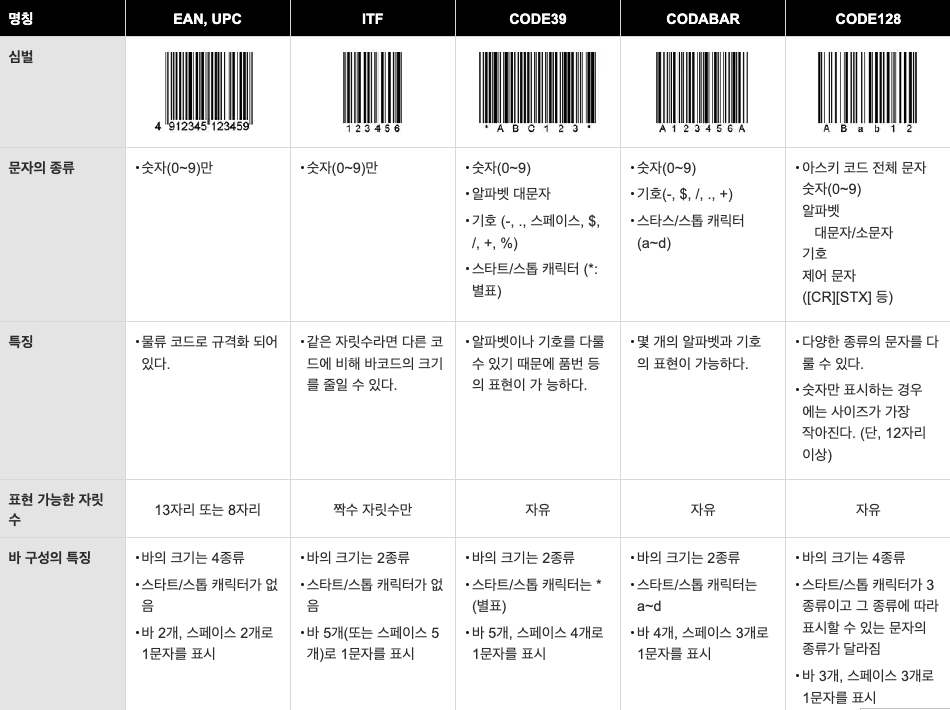 명칭
EAN, UPC
ITF
CODE39
CODABAR
CODE128
심벌
4 912345 123459
1 2 3 4 5 6
* A B C 1 2 3 *
A 1 2 3 4 5 6 A
A B a b 1 2
문자의 종류
•숫자(0~9)만
•숫자(0~9)만
•숫자(0~9)
•알파벳 대문자
•기호 (-, ., 스페이스, $,
/, +, %)
•스타트/스톱 캐릭터 (*:
별표)
•숫자(0~9)
•기호(-, $, /, ., +)
•스타스/스톱 캐릭터
(a~d)
•아스키 코드 전체 문자
숫자(0~9)
알파벳
대문자/소문자
기호
제어 문자
([CR][STX] 등)
특징
•물류 코드로 규격화 되어
있다.
•같은 자릿수라면 다른 코
드에 비해 바코드의 크기
를 줄일 수 있다.
•알파벳이나 기호를 다룰
수 있기 때문에 품번 등
의 표현이 가 능하다.
•몇 개의 알파벳과 기호
의 표현이 가능하다.
•다양한 종류의 문자를 다
룰 수 있다.
•숫자만 표시하는 경우
에는 사이즈가 가장
작아진다. (단, 12자리
이상)
표현 가능한 자릿
수
13자리 또는 8자리
짝수 자릿수만
자유
자유
자유
바 구성의 특징
•바의 크기는 4종류
•스타트/스톱 캐릭터가 없
음
•바 2개, 스페이스 2개로
1문자를 표시
•바의 크기는 2종류
•스타트/스톱 캐릭터가 없
음
•바 5개(또는 스페이스 5
개)로 1문자를 표시
•바의 크기는 2종류
•스타트/스톱 캐릭터는 *
(별표)
•바 5개, 스페이스 4개로
1문자를 표시
•바의 크기는 2종류
•스타트/스톱 캐릭터는
a~d
•바 4개, 스페이스 3개로
1문자를 표시
•바의 크기는 4종류
•스타트/스톱 캐릭터가 3
종류이고 그 종류에 따라
표시할 수 있는 문자의
종류가 달라짐
•바 3개, 스페이스 3개로
1문자를 표시